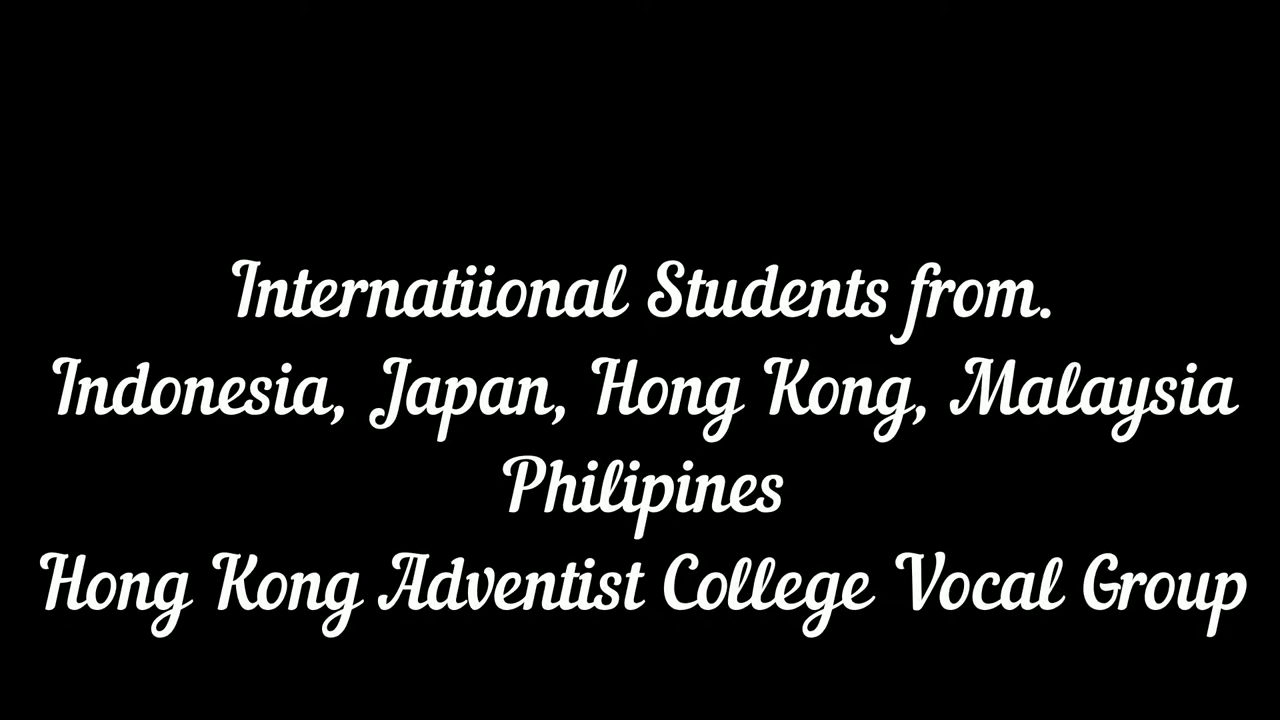 Internatiional Students from.
Indonesia, Japan, Hong Kong, Malaysia
Philipines
Hong Kong Adventist College Vocal Group